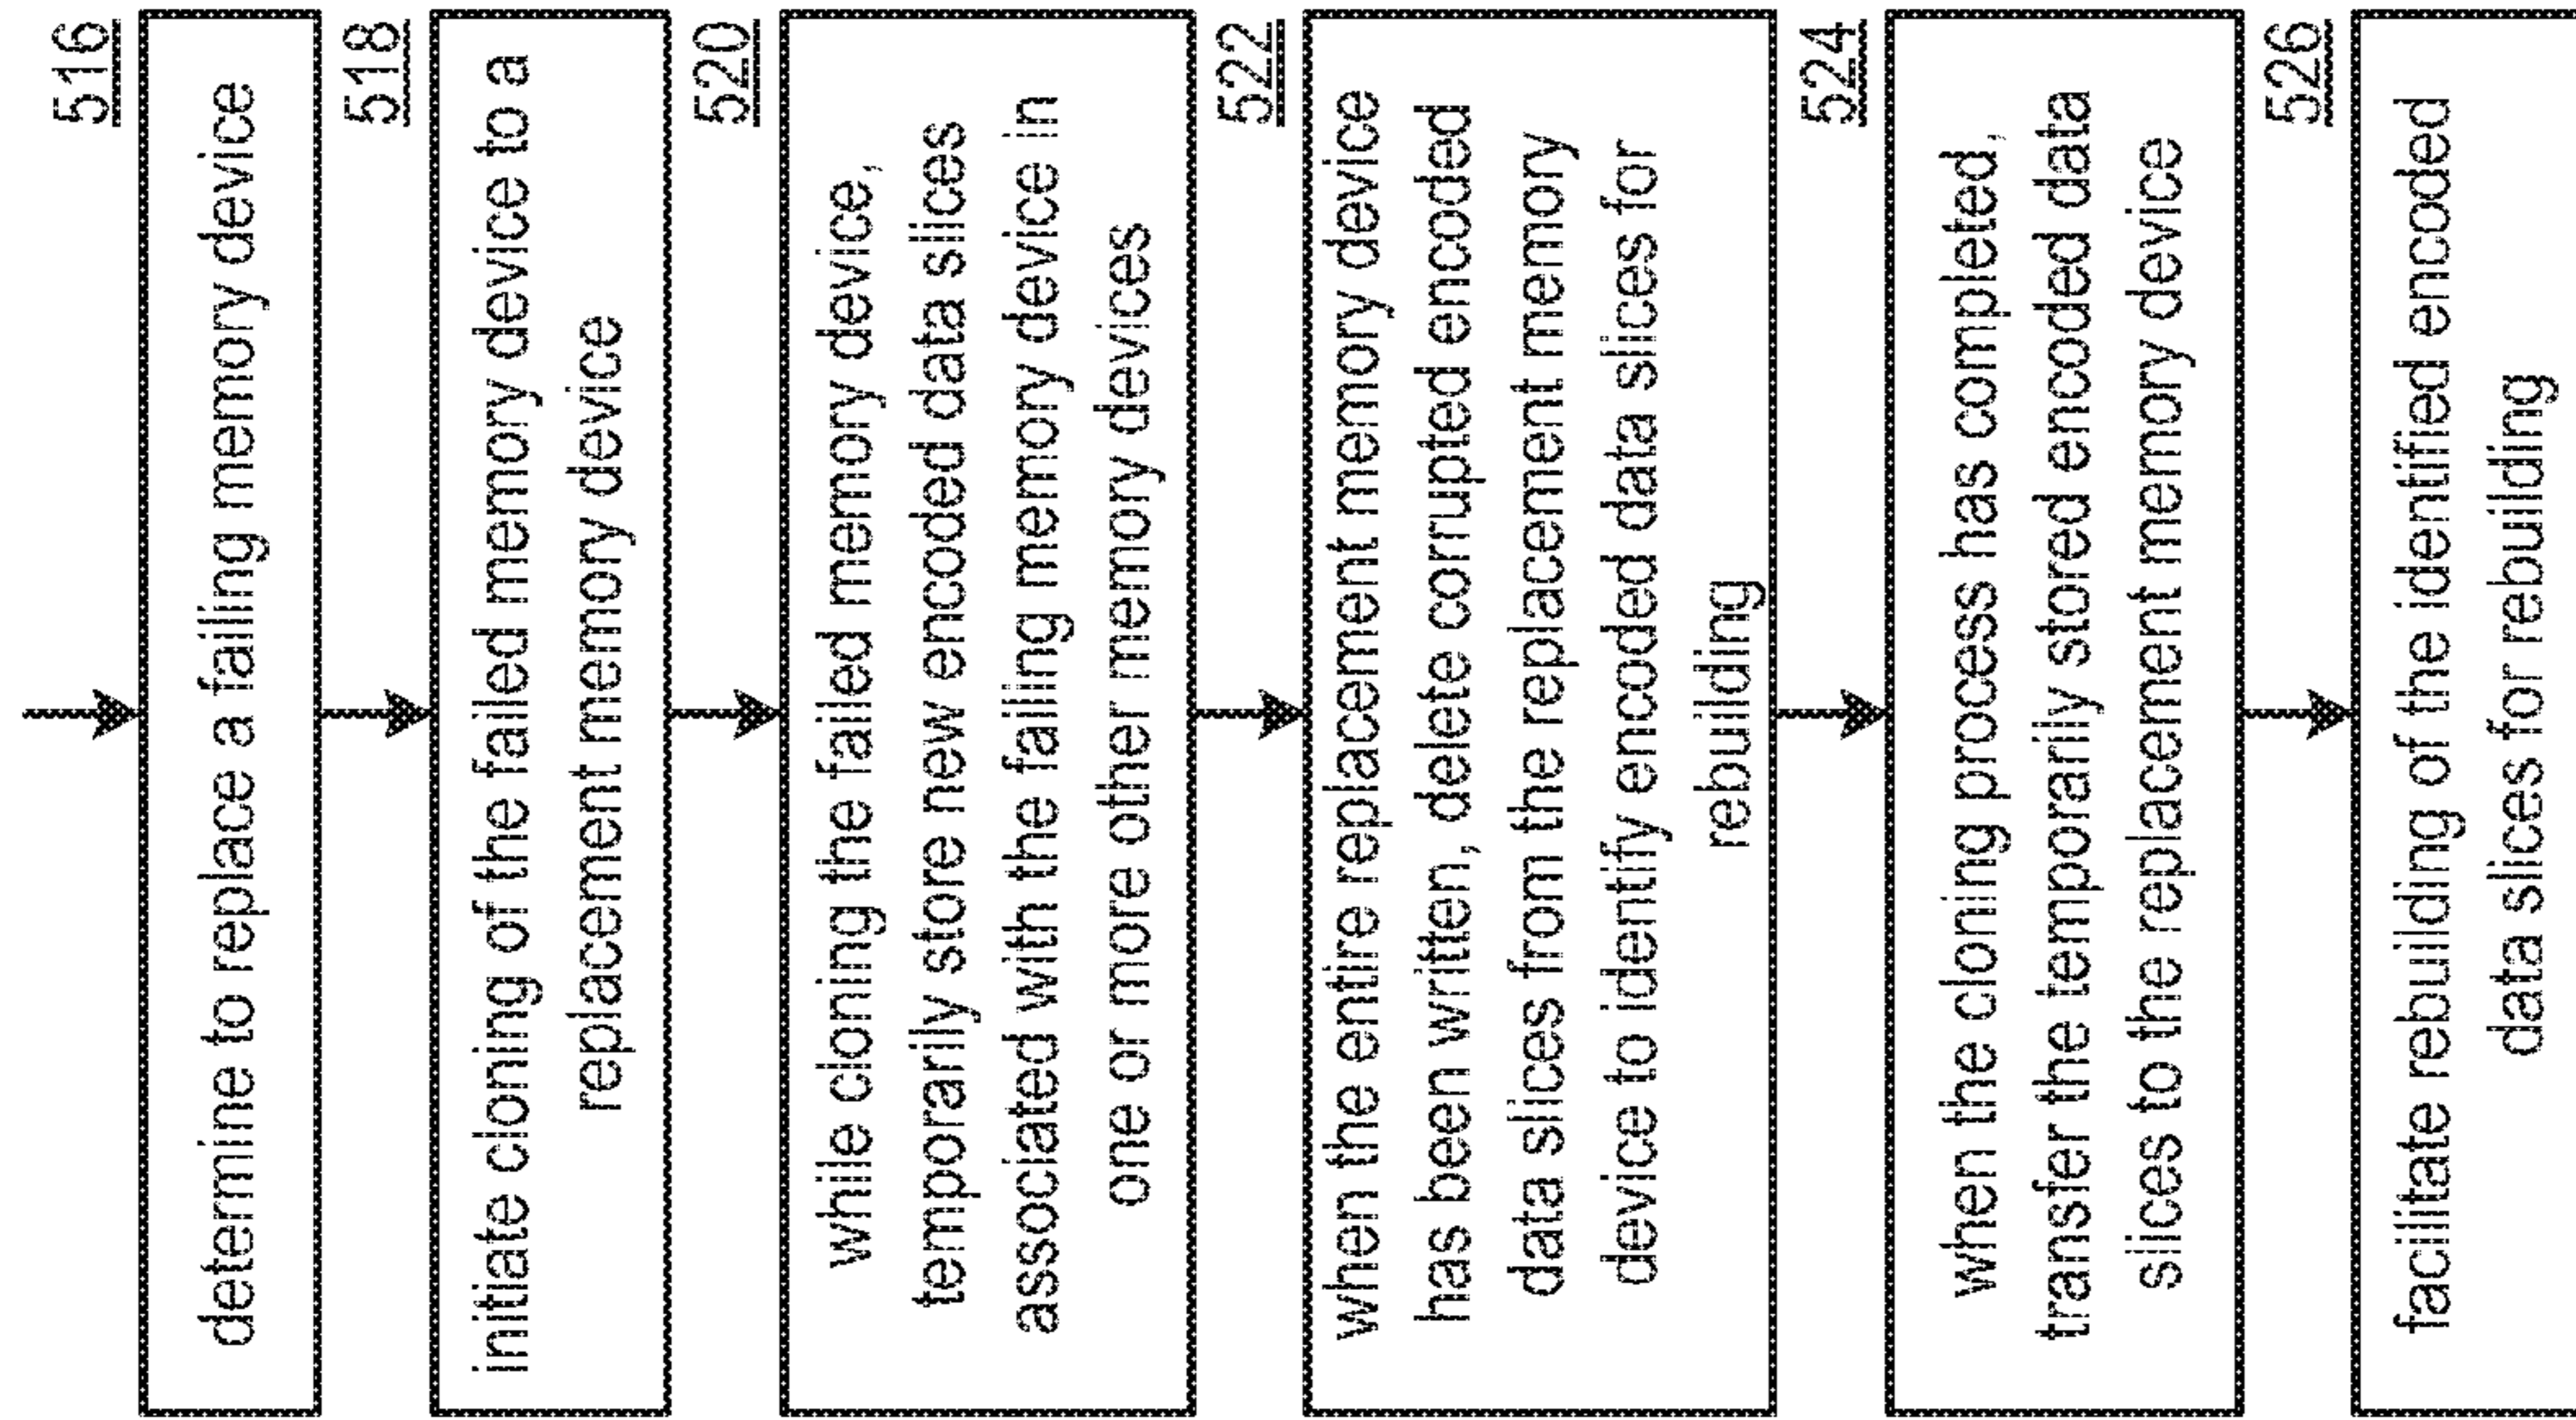 516
determine to replace a failing memory device
518
initiate cloning of the failed memory device to a
replacement memory device
520
while cloning the failed memory device,
temporarily store new encoded data slices
associated with the failing memory device in
one or more other memory devices
522
when the entire replacement memory device
has been written, delete corrupted encoded
data slices from the replacement memory
device to identify encoded data slices for
rebuilding
524
when the cloning process has completed,
transfer the temporarily stored encoded data
slices to the replacement memory device
526
facilitate rebuilding of the identified encoded
data slices for rebuilding